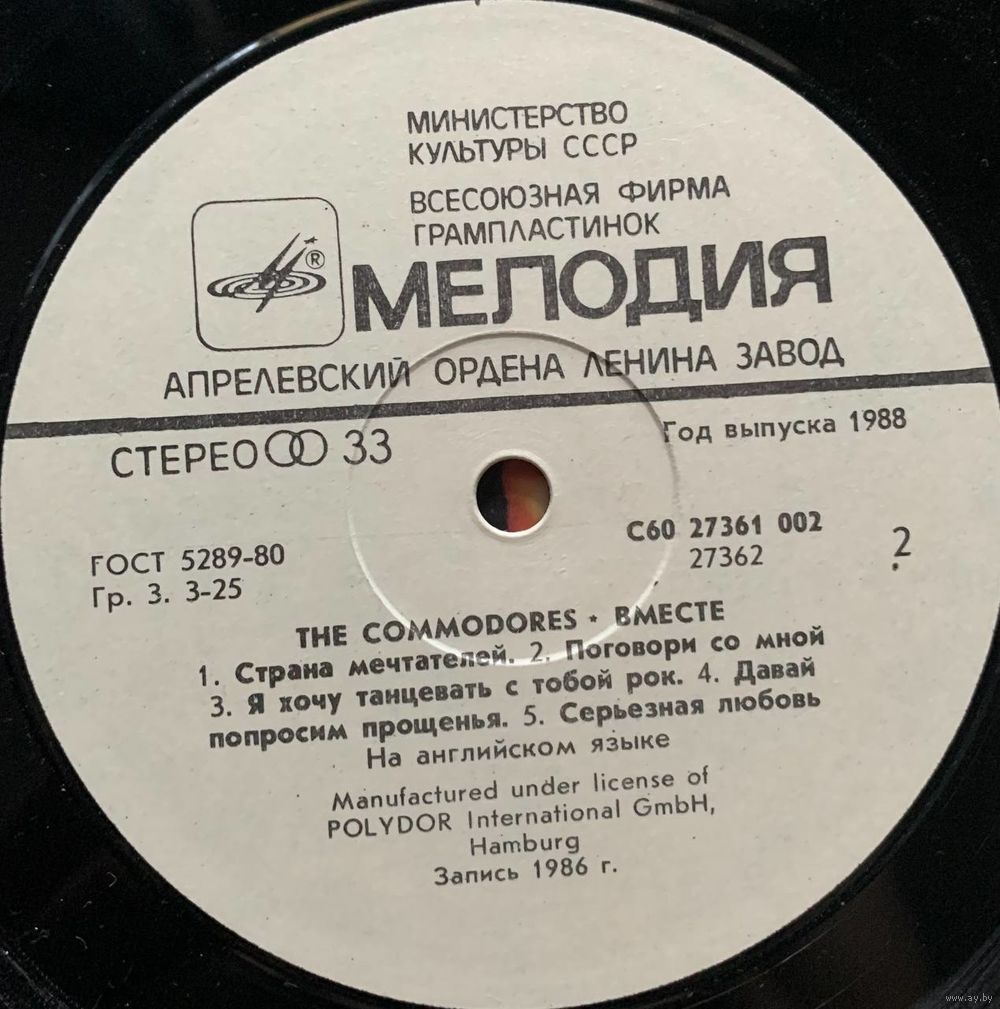 МИНИСТЕРСТВО
КУЛЬТУРЫ СССР
ВСЕСОЮЗНАЯ ФИРМА
ГРАМПЛАСТИНОК
®
МЕЛОДИЯ
АПРЕЛЕВСКИЙ ОРДЕНА ЛЕНИНА ЗАВОД
СТЕРЕО 33
Год выпуска 1988
С60 27361 002
27362
2
ГОСТ 5289-80
Гр. 3. 3-25
THE COMMODORES · ВМЕСТЕ
1. Страна мечтателей. 2. Поговори со мной
3. Я хочу танцевать с тобой рок. 4. Давай
попросим прощенья. 5. Серьезная любовь
На английском языке
Manufactured under license of
POLYDOR International GmbH,
Hamburg
Запись 1986 г.
www.ay.by